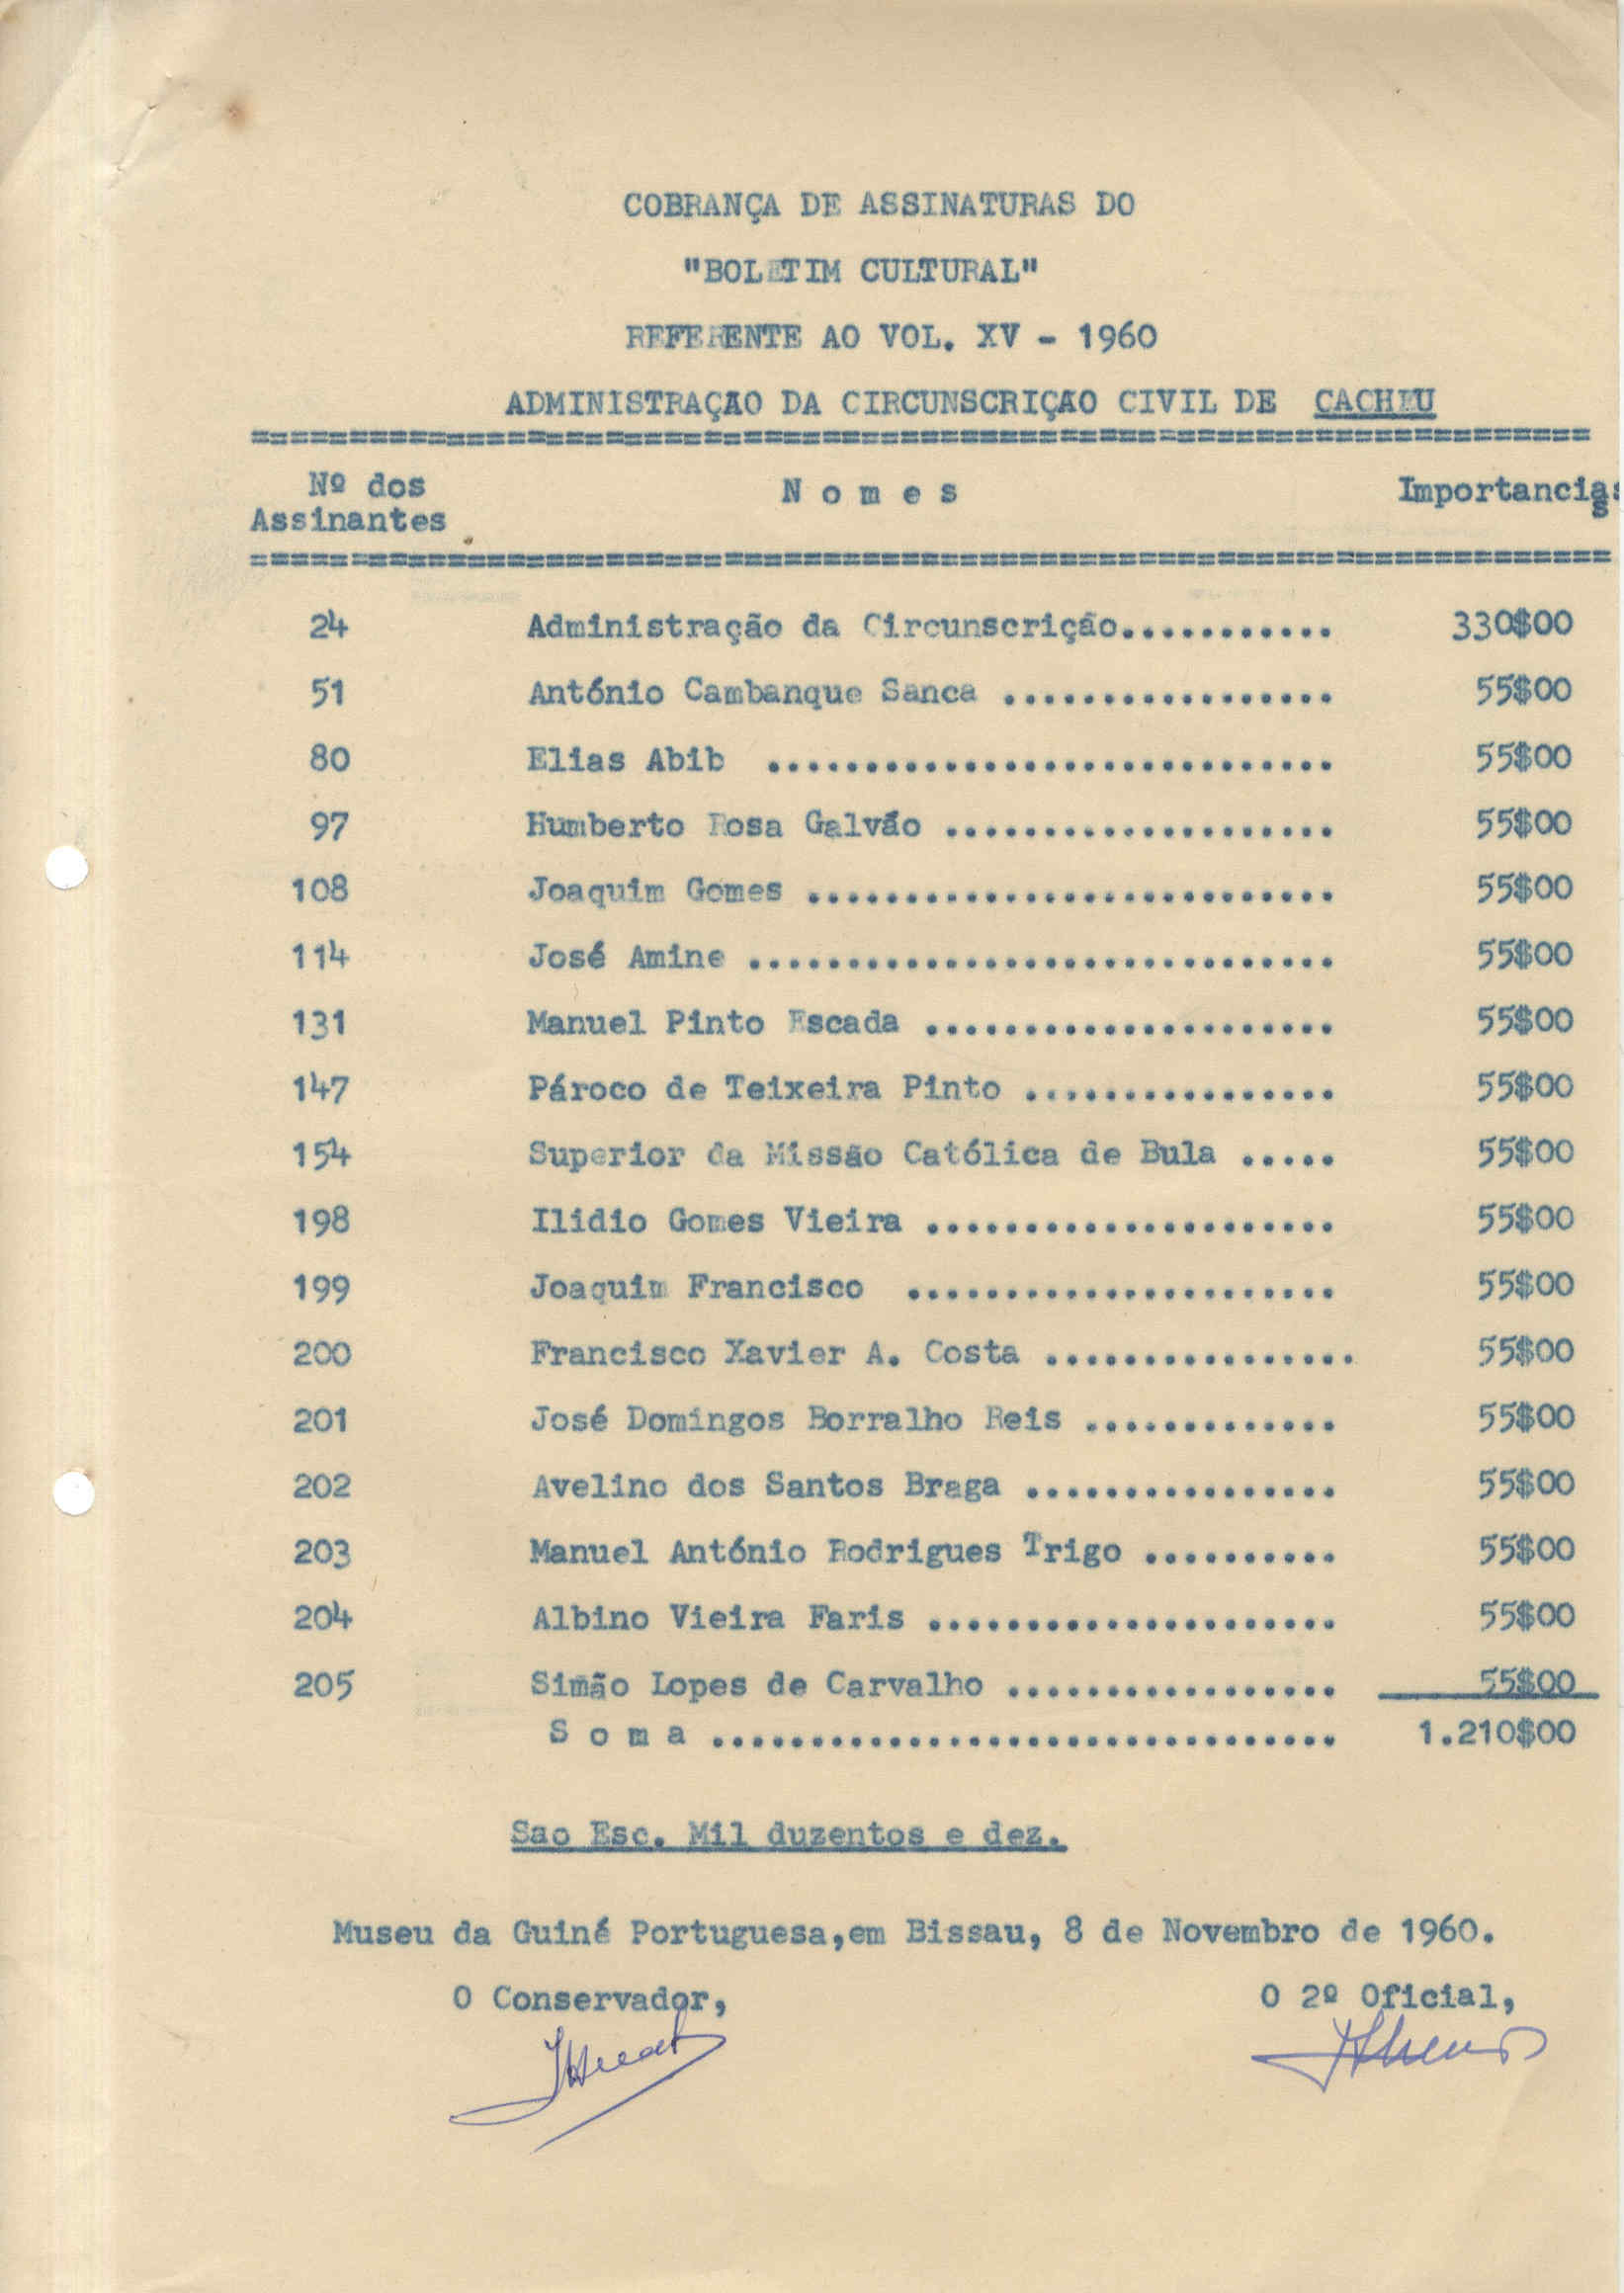 COBRANÇA DE ASSINATURAS DO
"BOLETIM CULTURAL"
REFERENTE AO VOL. XV - 1960
ADMINISTRAÇAO DA CIRCUNSCRIÇAO CIVIL DE CACHEU
Nº dos Assinantes N o m e s Importancias
24 Administração da Circunscrição........... 330$00
51 António Cambanque Sanca ................. 55$00
80 Elias Abib ............................. 55$00
97 Humberto Rosa Galvão .................... 55$00
108 Joaquim Gomes ........................... 55$00
114 José Amine .............................. 55$00
131 Manuel Pinto Escada ..................... 55$00
147 Pároco de Teixeira Pinto ................ 55$00
154 Superior da Missão Católica de Bula ..... 55$00
198 Ilidio Gomes Vieira ..................... 55$00
199 Joaquim Francisco ...................... 55$00
200 Francisco Xavier A. Costa ................ 55$00
201 José Domingos Borralho Reis ............. 55$00
202 Avelino dos Santos Braga ................ 55$00
203 Manuel António Rodrigues Trigo .......... 55$00
204 Albino Vieira Faris ..................... 55$00
205 Simão Lopes de Carvalho ................. 55$00
S o m a ................................ 1.210$00
Sao Esc. Mil duzentos e dez.
Museu da Guiné Portuguesa,em Bissau, 8 de Novembro de 1960.
O Conservador, O 2º Oficial,